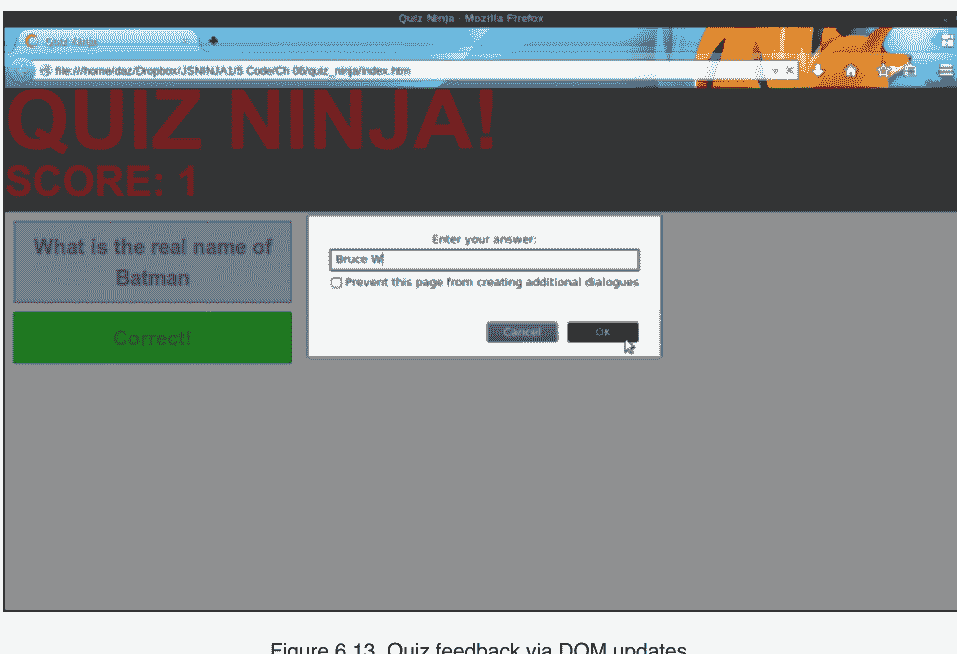 Quiz Ninja - Mozilla Firefox
file:///home/daz/Dropbox/JSNINJA1/5 Code/Ch 06/quiz_ninja/index.htm
QUIZ NINJA!
SCORE: 1
What is the real name of
Batman
Correct!
Enter your answer:
Bruce W
Prevent this page from creating additional dialogues
Cancel
OK
Figure 6.13. Quiz feedback via DOM updates